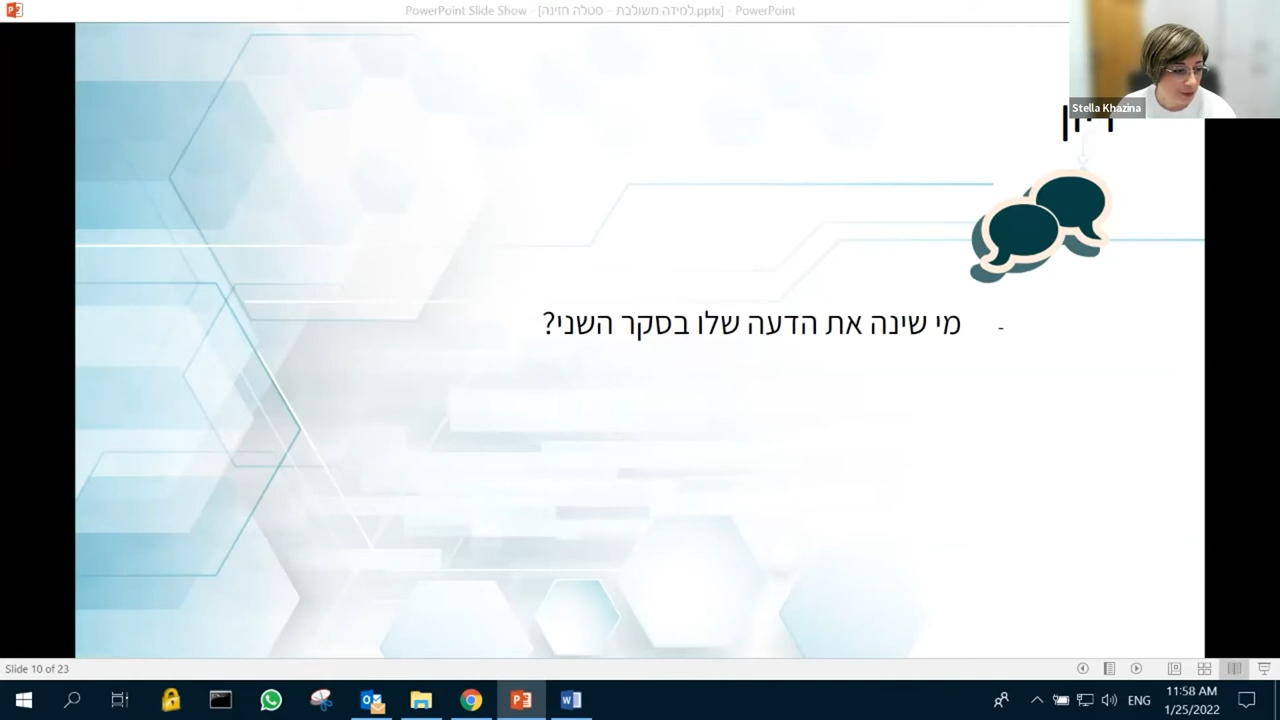 PowerPoint Slide Show - [למידה משולבת - סטלה חזינה.pptx] - PowerPoint
Stella Khazina
- מי שינה את הדעה שלו בסקר השני?
Slide 10 of 23
ENG
11:58 AM
1/25/2022